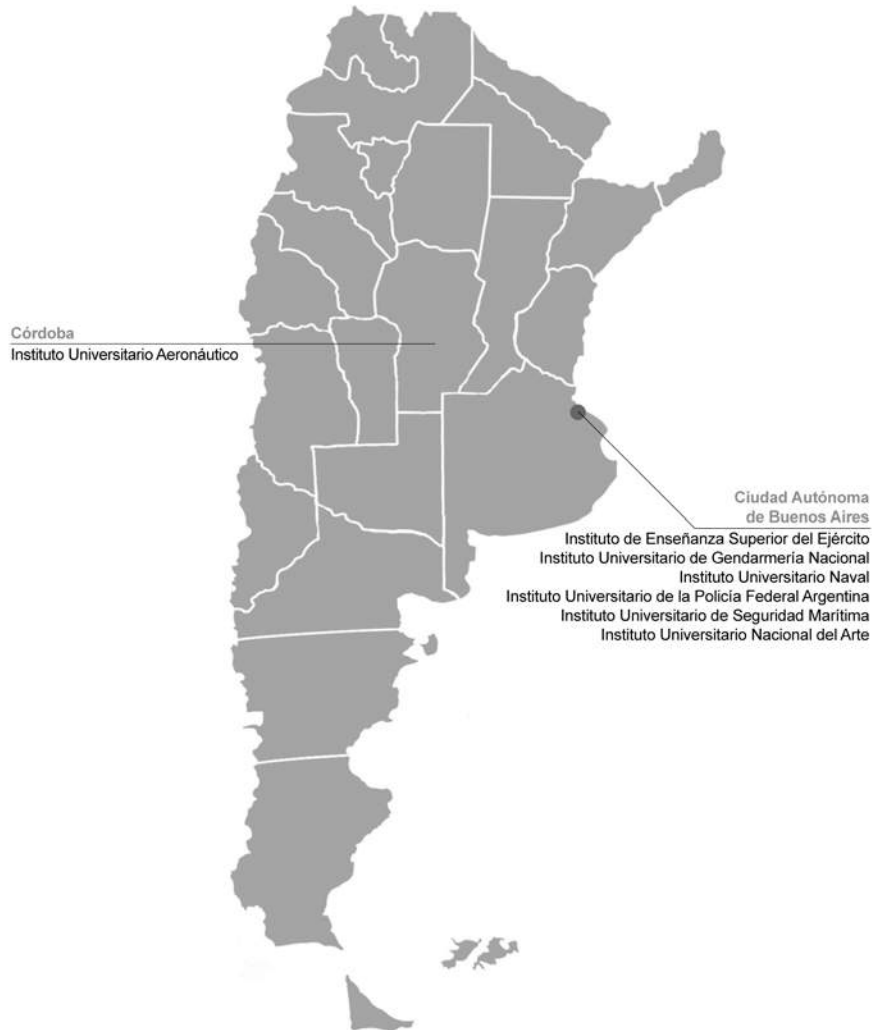 Córdoba
Instituto Universitario Aeronáutico
Ciudad Autónoma
de Buenos Aires
Instituto de Enseñanza Superior del Ejército
Instituto Universitario de Gendarmería Nacional
Instituto Universitario Naval
Instituto Universitario de la Policía Federal Argentina
Instituto Universitario de Seguridad Marítima
Instituto Universitario Nacional del Arte